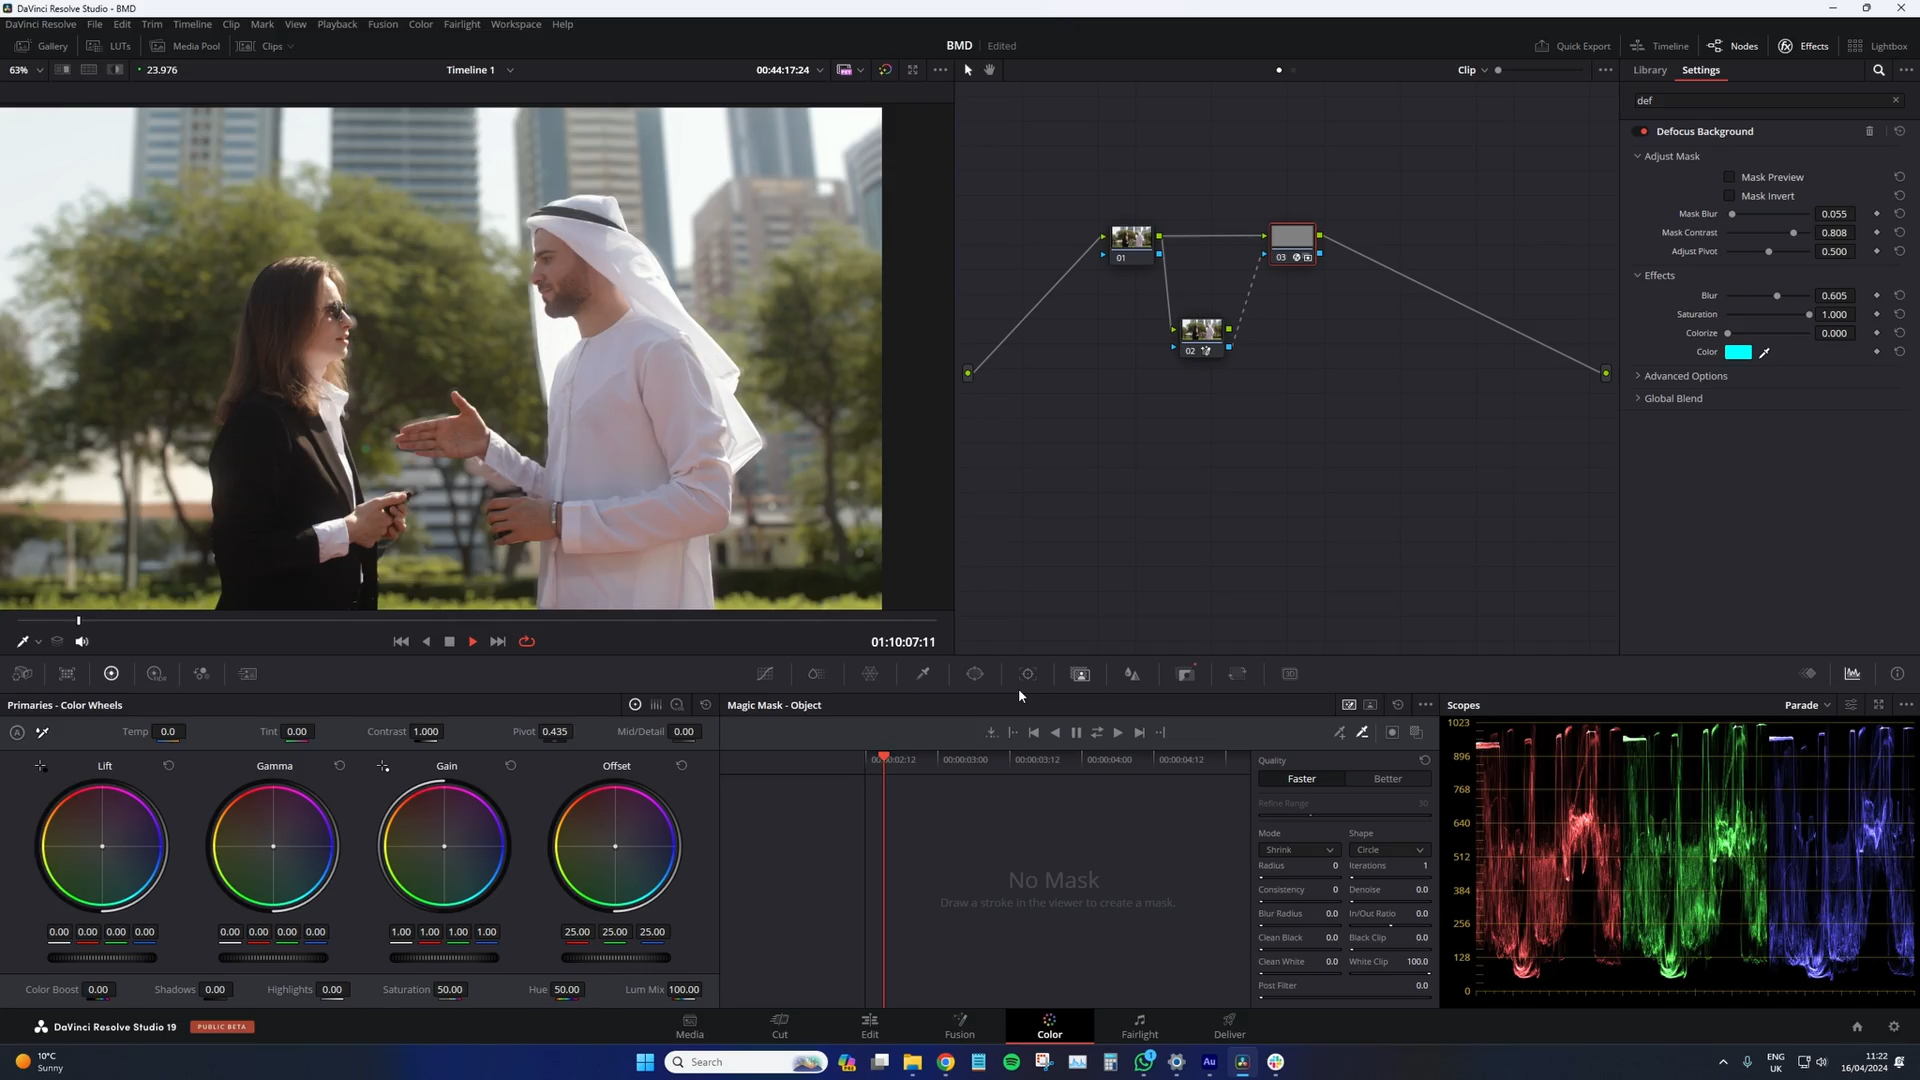 DaVinci Resolve Studio - BMD
DaVinci Resolve File Edit Trim Timeline Clip Mark View Playback Fusion Color Fairlight Workspace Help
Gallery LUTs Media Pool Clips BMD Edited Quick Export Timeline Nodes Effects Lightbox
63% 23.976 Timeline 1 00:44:17:24 Clip Library Settings
def
Defocus Background
Adjust Mask
Mask Preview
Mask Invert
Mask Blur 0.055
Mask Contrast 0.808
Adjust Pivot 0.500
Effects
Blur 0.605
Saturation 1.000
Colorize 0.000
Color
Advanced Options
Global Blend
01
03
02
01:10:07:11
HDR
3D
Primaries - Color Wheels
A Temp 0.0 Tint 0.00 Contrast 1.000 Pivot 0.435 Mid/Detail 0.00
Lift Gamma Gain Offset
0.00 0.00 0.00 0.00 0.00 0.00 0.00 0.00 1.00 1.00 1.00 1.00 25.00 25.00 25.00
Color Boost 0.00 Shadows 0.00 Highlights 0.00 Saturation 50.00 Hue 50.00 Lum Mix 100.00
Magic Mask - Object
00:00:03:00 00:00:03:12 00:00:04:00 00:00:04:12
No Mask
Draw a stroke in the viewer to create a mask.
Quality
Faster Better
Refine Range 30
Mode Shape
Shrink Circle
Radius 0 Iterations 1
Consistency 0 Denoise 0.0
Blur Radius 0.0 In/Out Ratio 0.0
Clean Black 0.0 Black Clip 0.0
Clean White 0.0 White Clip 100.0
Post Filter 0.0
Scopes Parade
1023
896
768
640
512
384
256
128
0
DaVinci Resolve Studio 19 PUBLIC BETA
Media Cut Edit Fusion Color Fairlight Deliver
10°C
Sunny
Search
1
Au
ENG
UK
11:22
16/04/2024